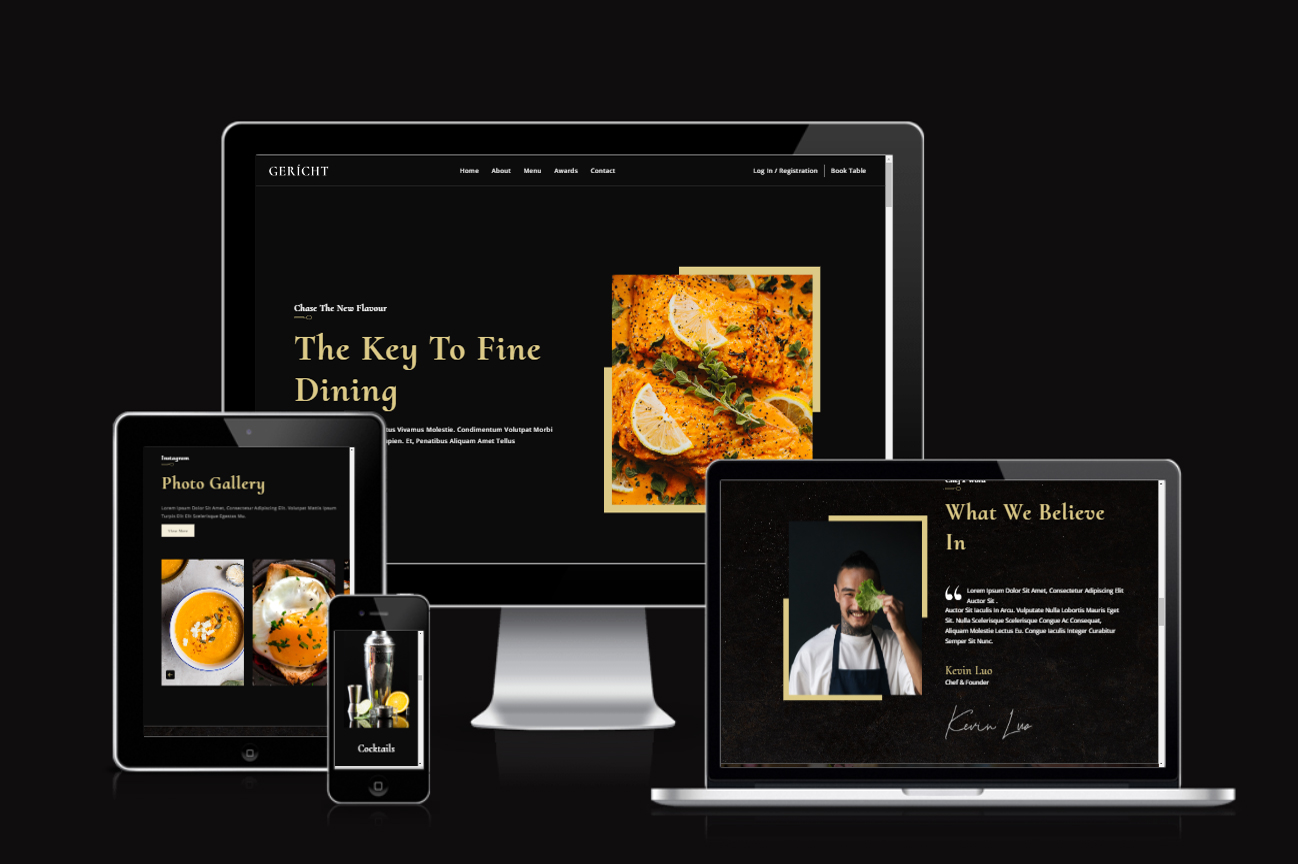 GERÍCHT
Home About Menu Awards Contact
Log In / Registration Book Table
Chase The New Flavour
The Key To Fine
Dining
tus Vivamus Molestie. Condimentum Volutpat Morbi
opien. Et, Penatibus Aliquam Amet Tellus
Instagram
Photo Gallery
Lorem Ipsum Dolor Sit Amet, Consectetur Adipiscing Elit. Volutpat Mattis Ipsum
Turpis Elit Elit Scelerisque Egestas Mu.
View More
Cocktails
Chef's Word
What We Believe
In
Lorem Ipsum Dolor Sit Amet, Consectetur Adipiscing Elit
Auctor Sit .
Auctor Sit Iaculis In Arcu. Vulputate Nulla Lobortis Mauris Eget
Sit. Nulla Scelerisque Scelerisque Congue Ac Consequat,
Aliquam Molestie Lectus Eu. Congue Iaculis Integer Curabitur
Semper Sit Nunc.
Kevin Luo
Chef & Founder
Kevin Luo